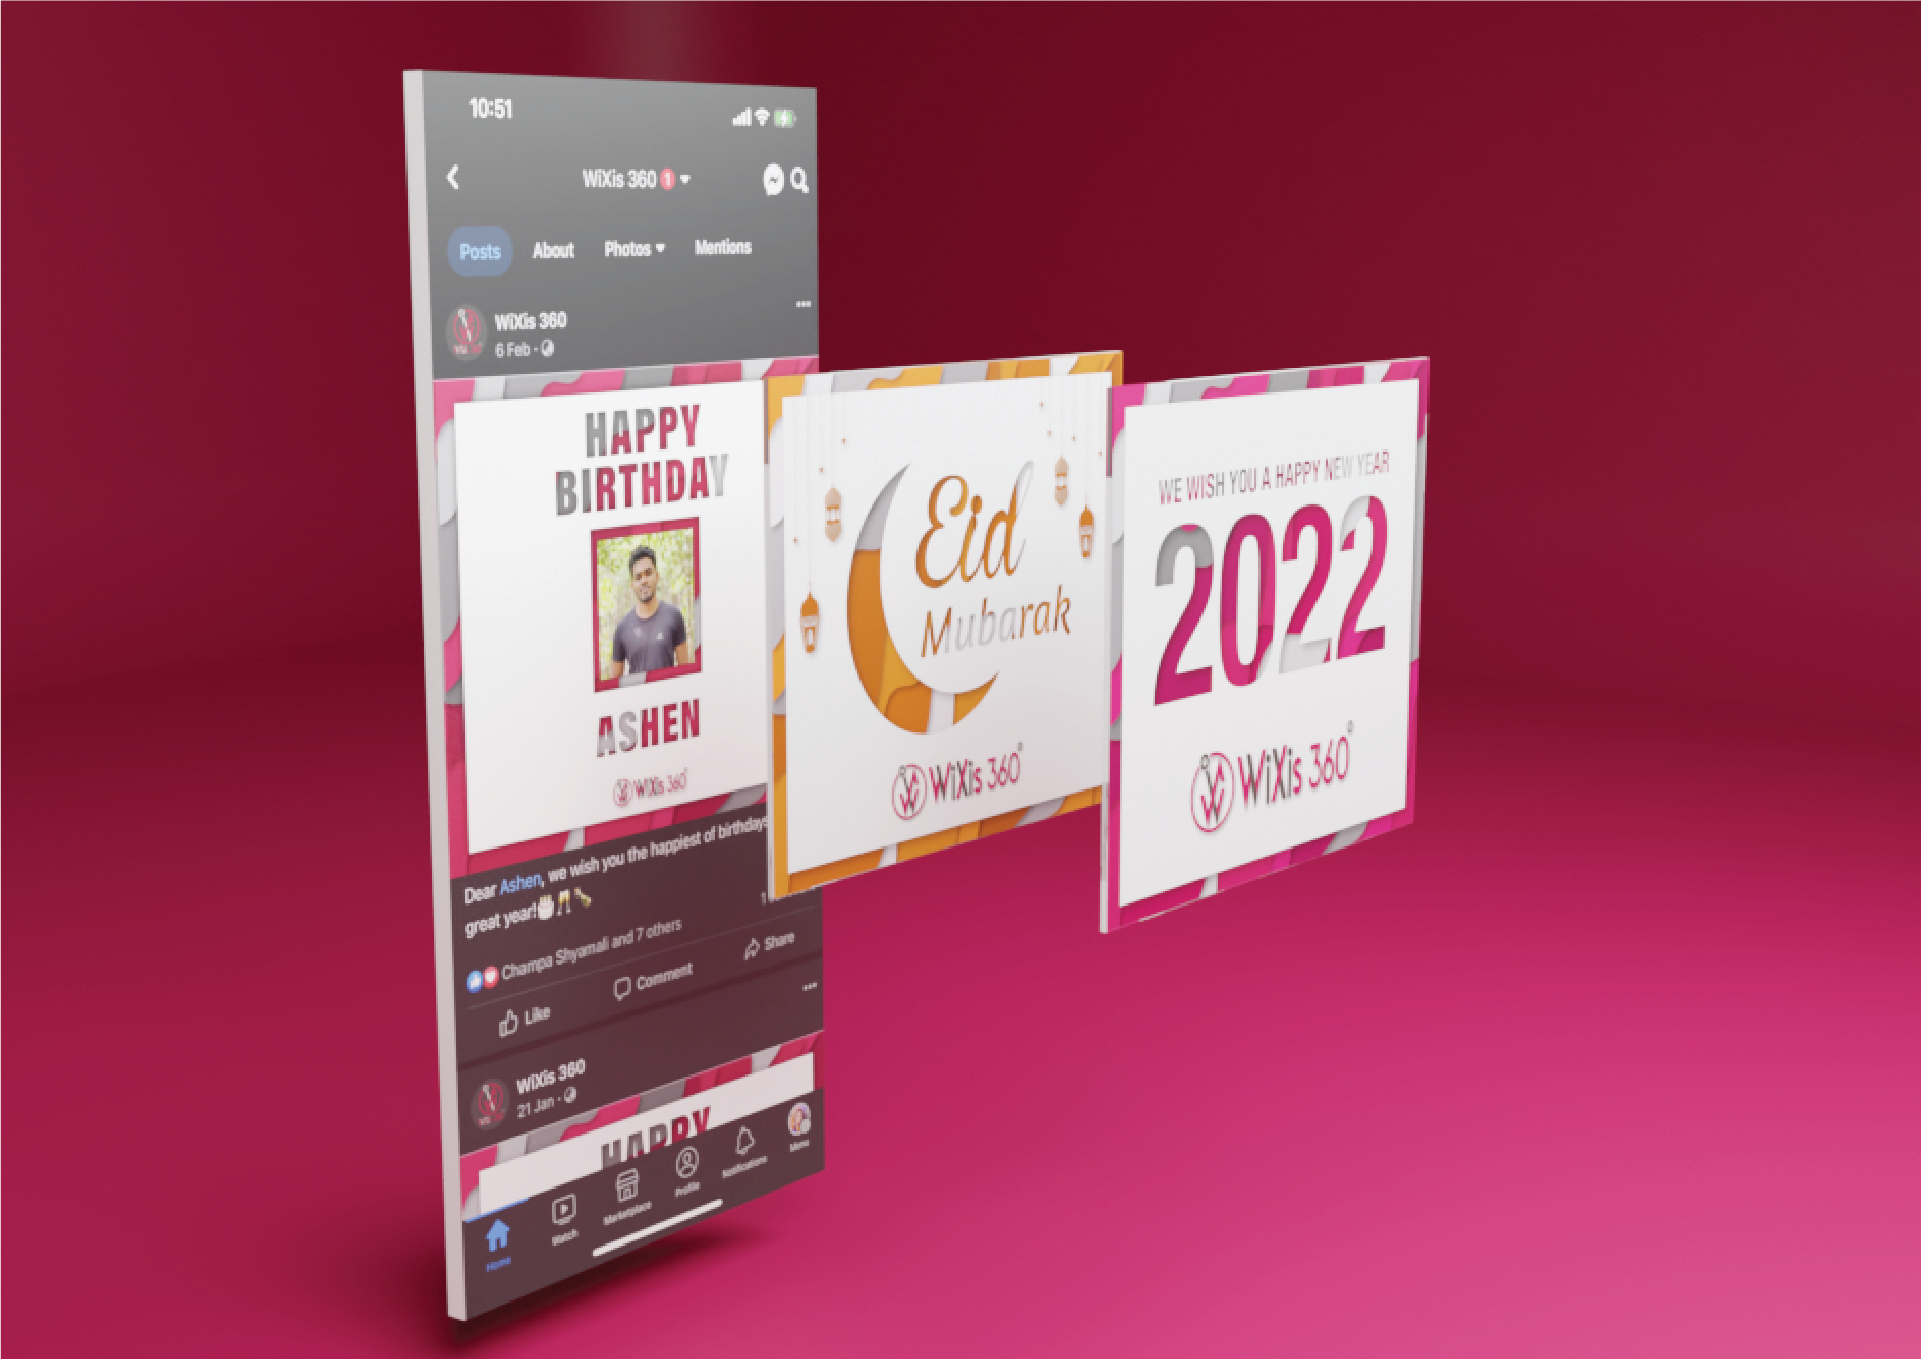 10:51
WiXis 360 1
Posts About Photos Mentions
WiXis 360
6 Feb ·
HAPPY
BIRTHDAY
ASHEN
WiXis 360°
Dear Ashen, we wish you the happiest of birthdays
great year!
Champa Shyamali and 7 others
Like Comment Share
WiXis 360
21 Jan ·
HAPPY
Home Watch Marketplace Profile Notifications Menu
Eid
Mubarak
WiXis 360°
WE WISH YOU A HAPPY NEW YEAR
2022
WiXis 360°